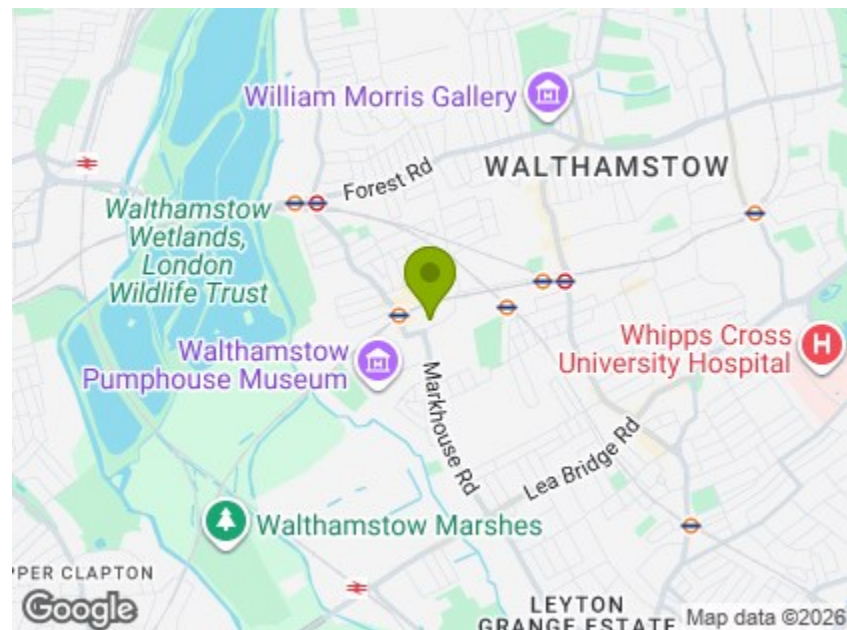 William Morris Gallery
WALTHAMSTOW
Forest Rd
Walthamstow
Wetlands,
London
Wildlife Trust
Whipps Cross
University Hospital
H
Walthamstow
Pumphouse Museum
Markhouse Rd
Lea Bridge Rd
Walthamstow Marshes
PPER CLAPTON
LEYTON
GRANGE ESTATE
Google
Map data ©2026